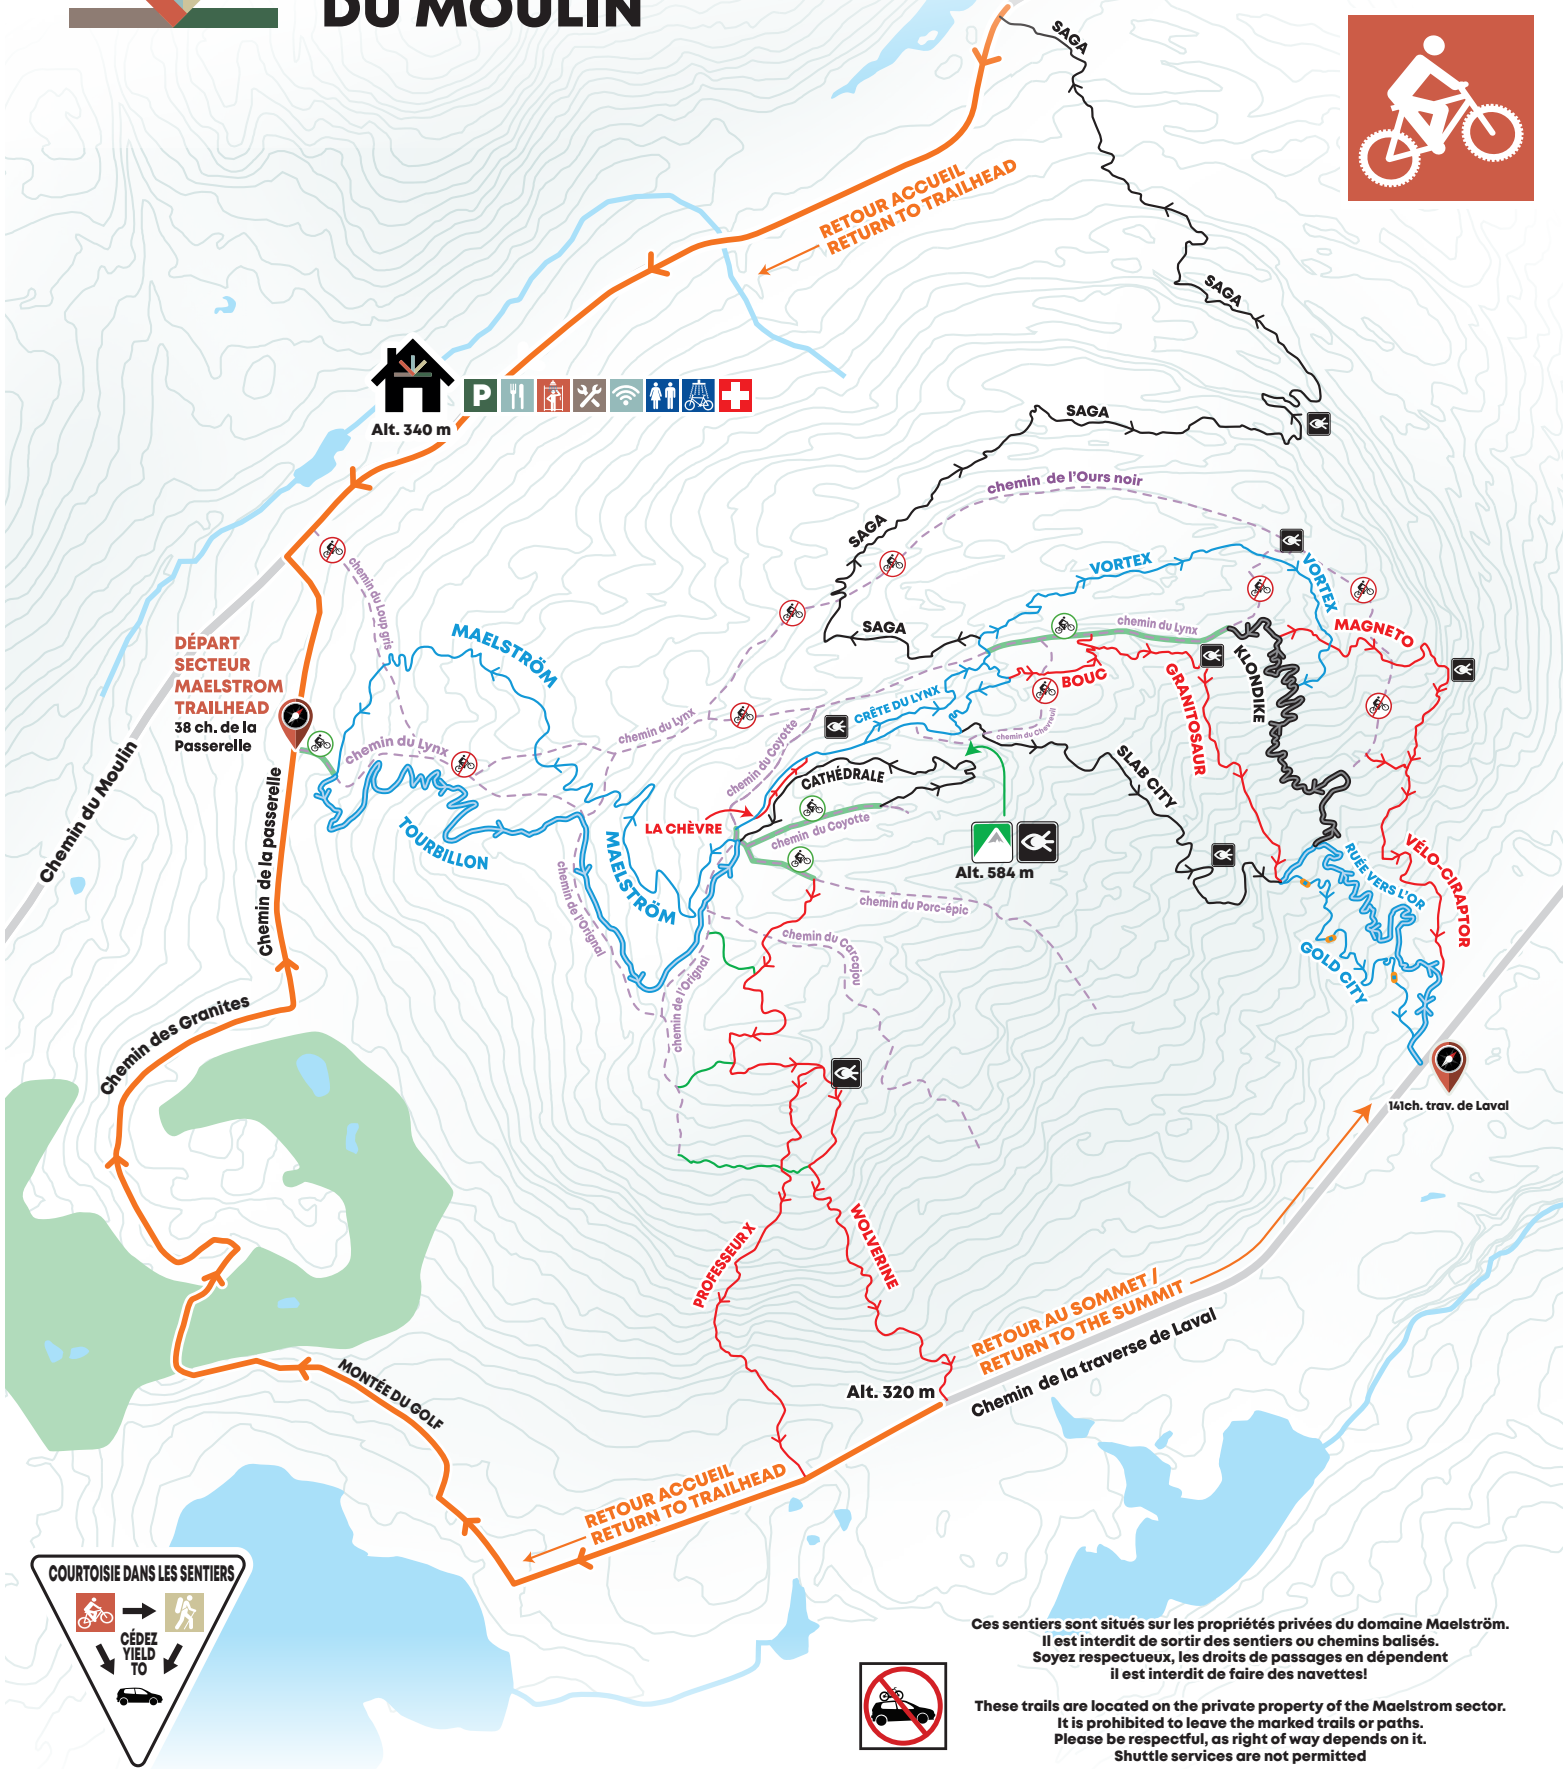 DU MOULIN
SAGA
RETOUR ACCUEIL
RETURN TO TRAILHEAD
SAGA
P
Alt. 340 m
SAGA
chemin de l'Ours noir
SAGA
chemin du Loup gris
VORTEX
VORTEX
SAGA
chemin du Lynx
MAGNETO
DÉPART
SECTEUR
MAELSTROM
TRAILHEAD
38 ch. de la
Passerelle
MAELSTRÖM
KLONDIKE
BOUC
GRANITOSAUR
CRÊTE DU LYNX
chemin du Lynx
chemin du Chevreuil
chemin du Lynx
chemin du Coyotte
SLAB CITY
CATHÉDRALE
Chemin du Moulin
Chemin de la passerelle
TOURBILLON
LA CHÈVRE
chemin du Coyotte
MAELSTRÖM
Alt. 584 m
RUÉE VERS L'OR
VÉLO-CIRAPTOR
chemin de l'Orignal
chemin du Porc-épic
chemin du Carcajou
GOLD CITY
chemin de l'Orignal
Chemin des Granites
141ch. trav. de Laval
PROFESSEUR X
WOLVERINE
RETOUR AU SOMMET /
RETURN TO THE SUMMIT
Chemin de la traverse de Laval
MONTÉE DU GOLF
Alt. 320 m
RETOUR ACCUEIL
RETURN TO TRAILHEAD
COURTOISIE DANS LES SENTIERS
CÉDEZ
YIELD
TO
Ces sentiers sont situés sur les propriétés privées du domaine Maelström.
Il est interdit de sortir des sentiers ou chemins balisés.
Soyez respectueux, les droits de passages en dépendent
il est interdit de faire des navettes!
These trails are located on the private property of the Maelstrom sector.
It is prohibited to leave the marked trails or paths.
Please be respectful, as right of way depends on it.
Shuttle services are not permitted